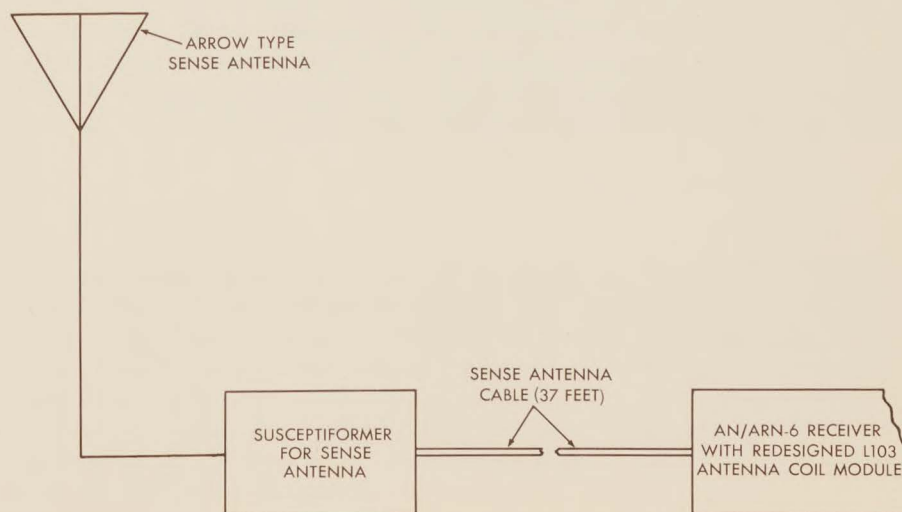 ARROW TYPE
SENSE ANTENNA
SENSE ANTENNA
CABLE (37 FEET)
SUSCEPTIFORMER
FOR SENSE
ANTENNA
AN/ARN-6 RECEIVER
WITH REDESIGNED L103
ANTENNA COIL MODULE